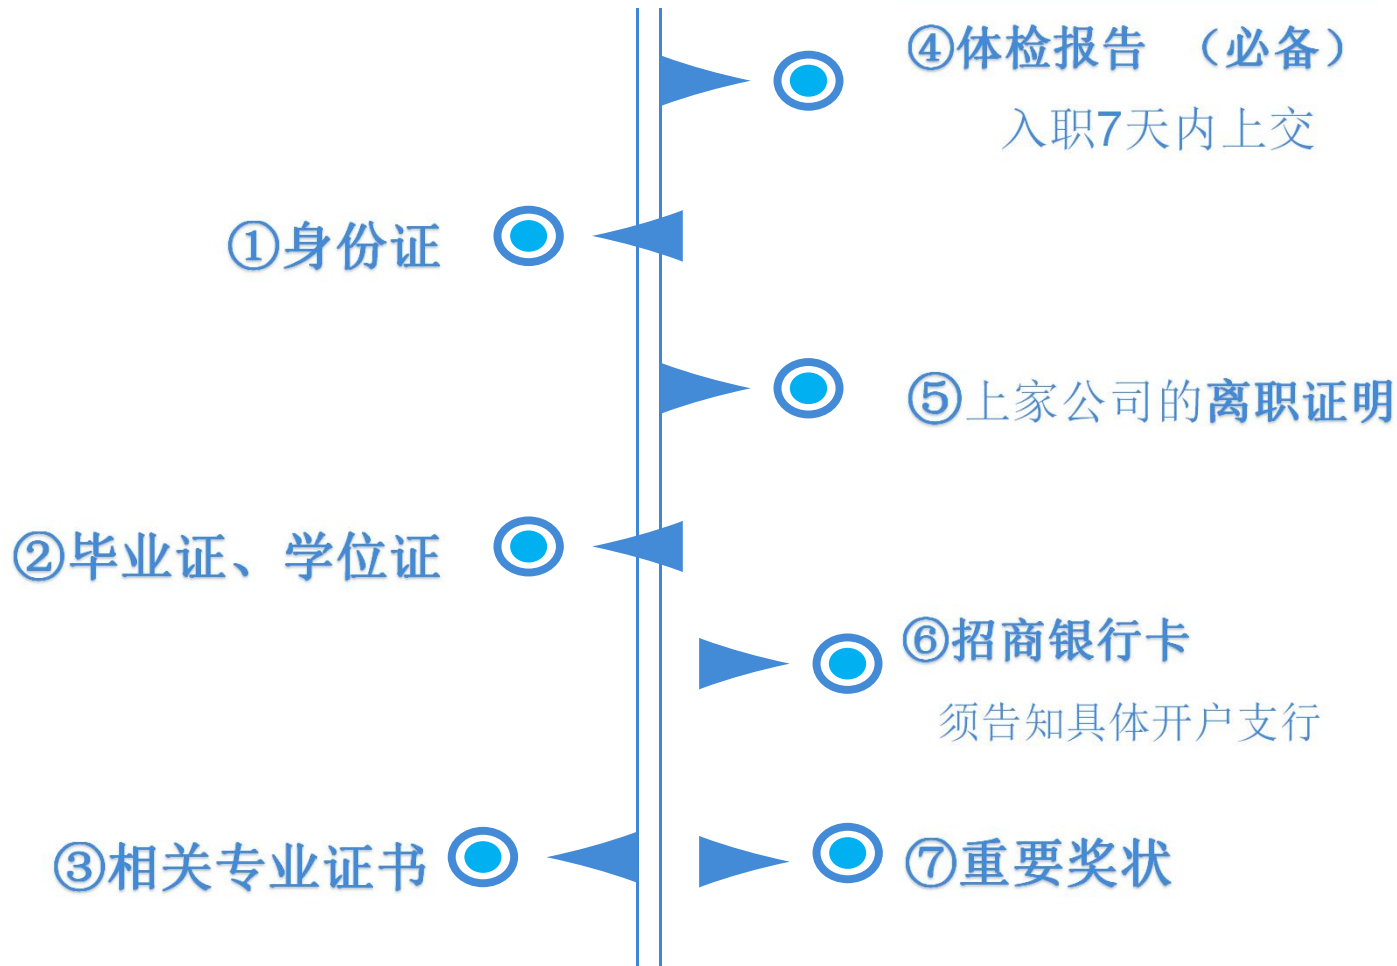 ①身份证
②毕业证、学位证
③相关专业证书
④体检报告 （必备）
入职7天内上交
⑤上家公司的离职证明
⑥招商银行卡
须告知具体开户支行
⑦重要奖状